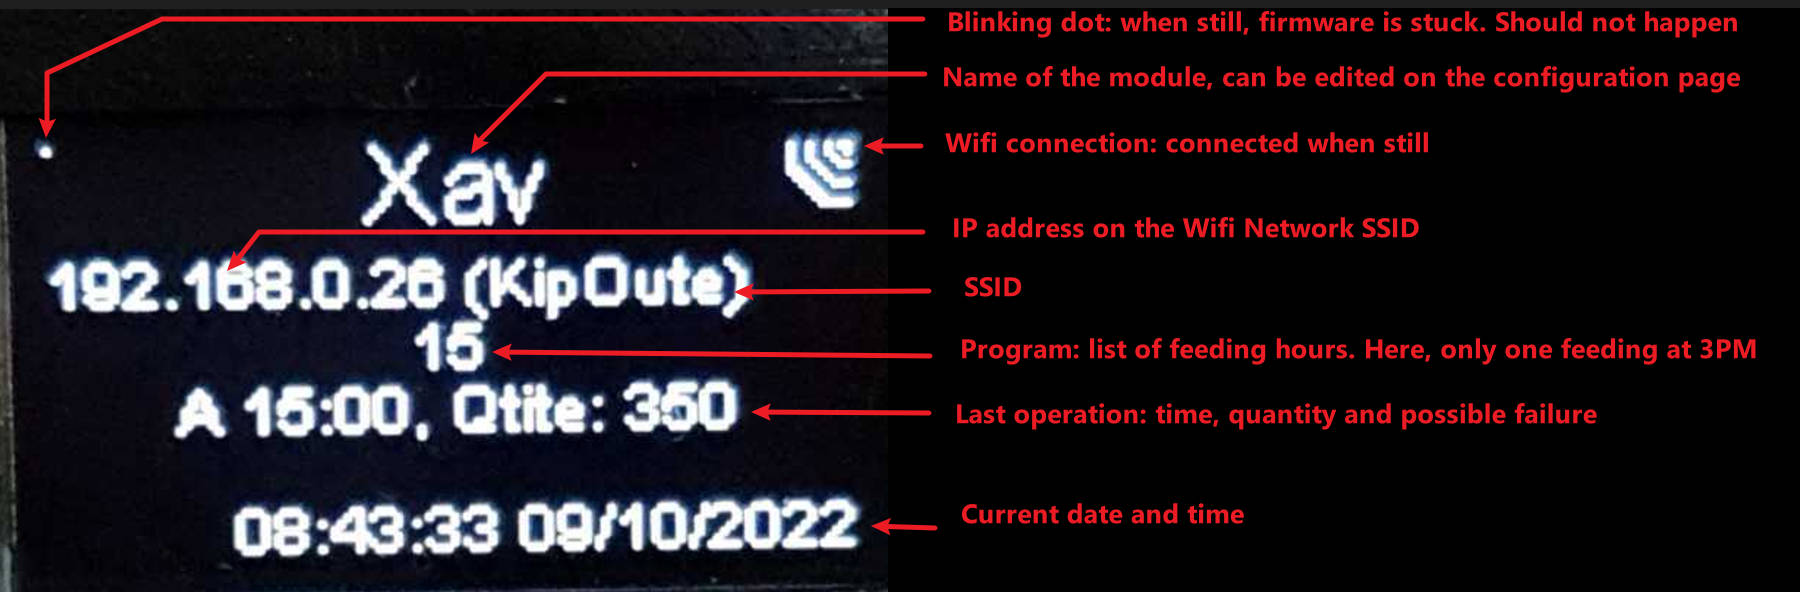 Blinking dot: when still, firmware is stuck. Should not happen
Name of the module, can be edited on the configuration page
Xav
Wifi connection: connected when still
IP address on the Wifi Network SSID
192.168.0.26 (KipOute)
SSID
15
Program: list of feeding hours. Here, only one feeding at 3PM
A 15:00, Qtite: 350
Last operation: time, quantity and possible failure
08:43:33 09/10/2022
Current date and time